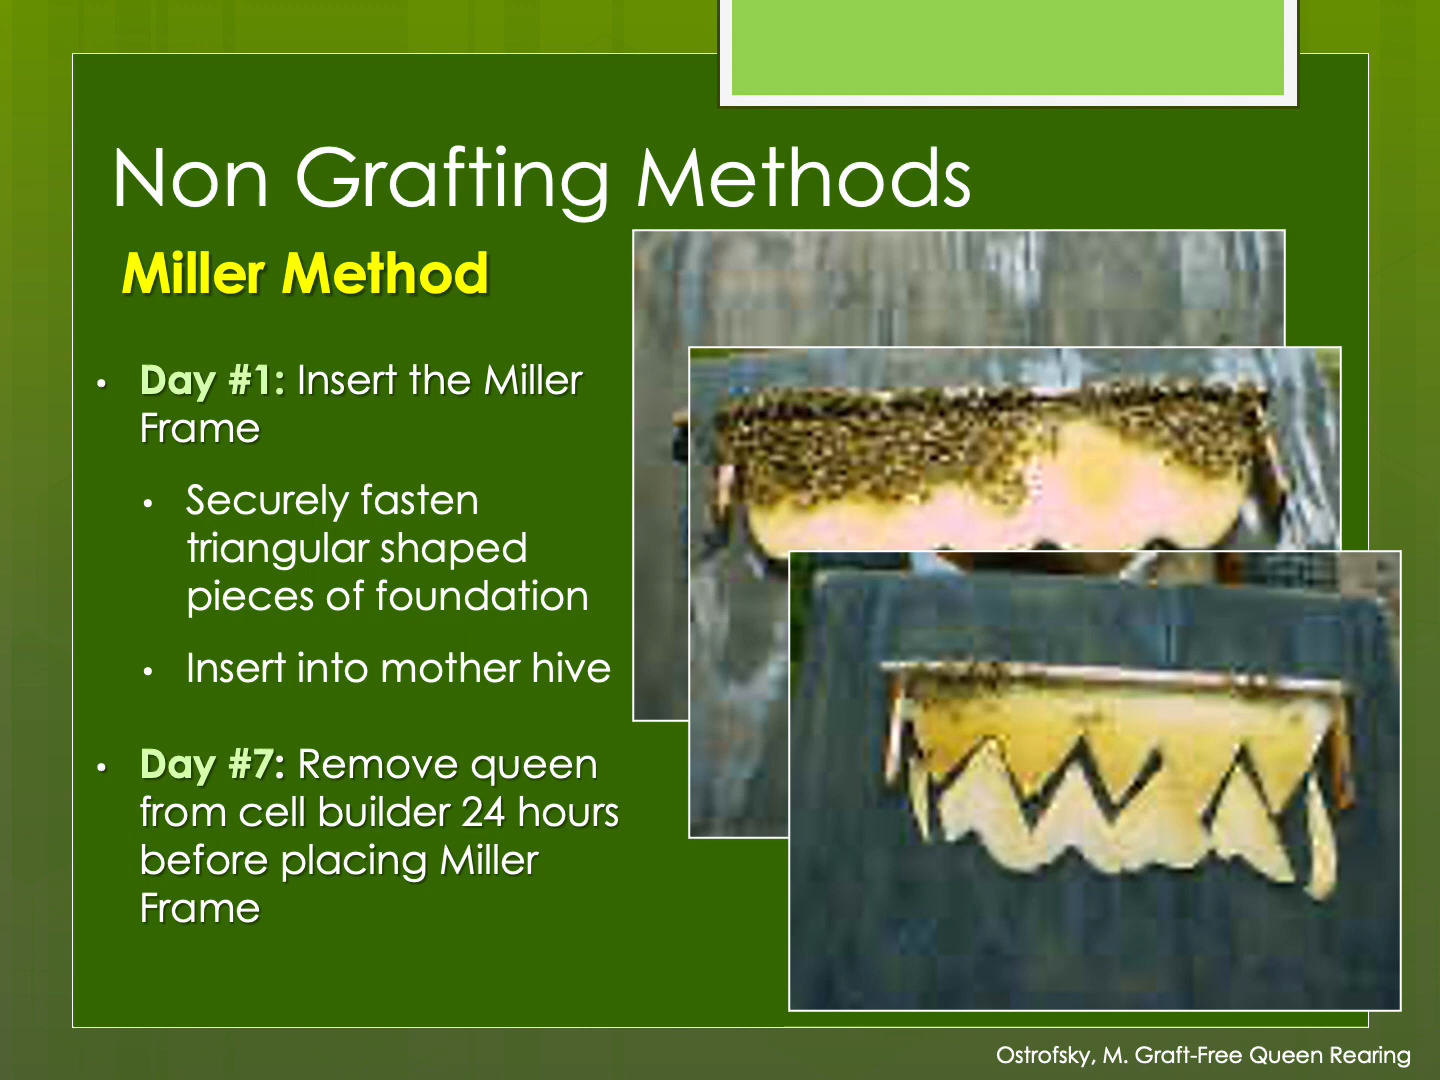 Non Grafting Methods
Miller Method
• Day #1: Insert the Miller
Frame
• Securely fasten
triangular shaped
pieces of foundation
• Insert into mother hive
• Day #7: Remove queen
from cell builder 24 hours
before placing Miller
Frame
Ostrofsky, M. Graft-Free Queen Rearing